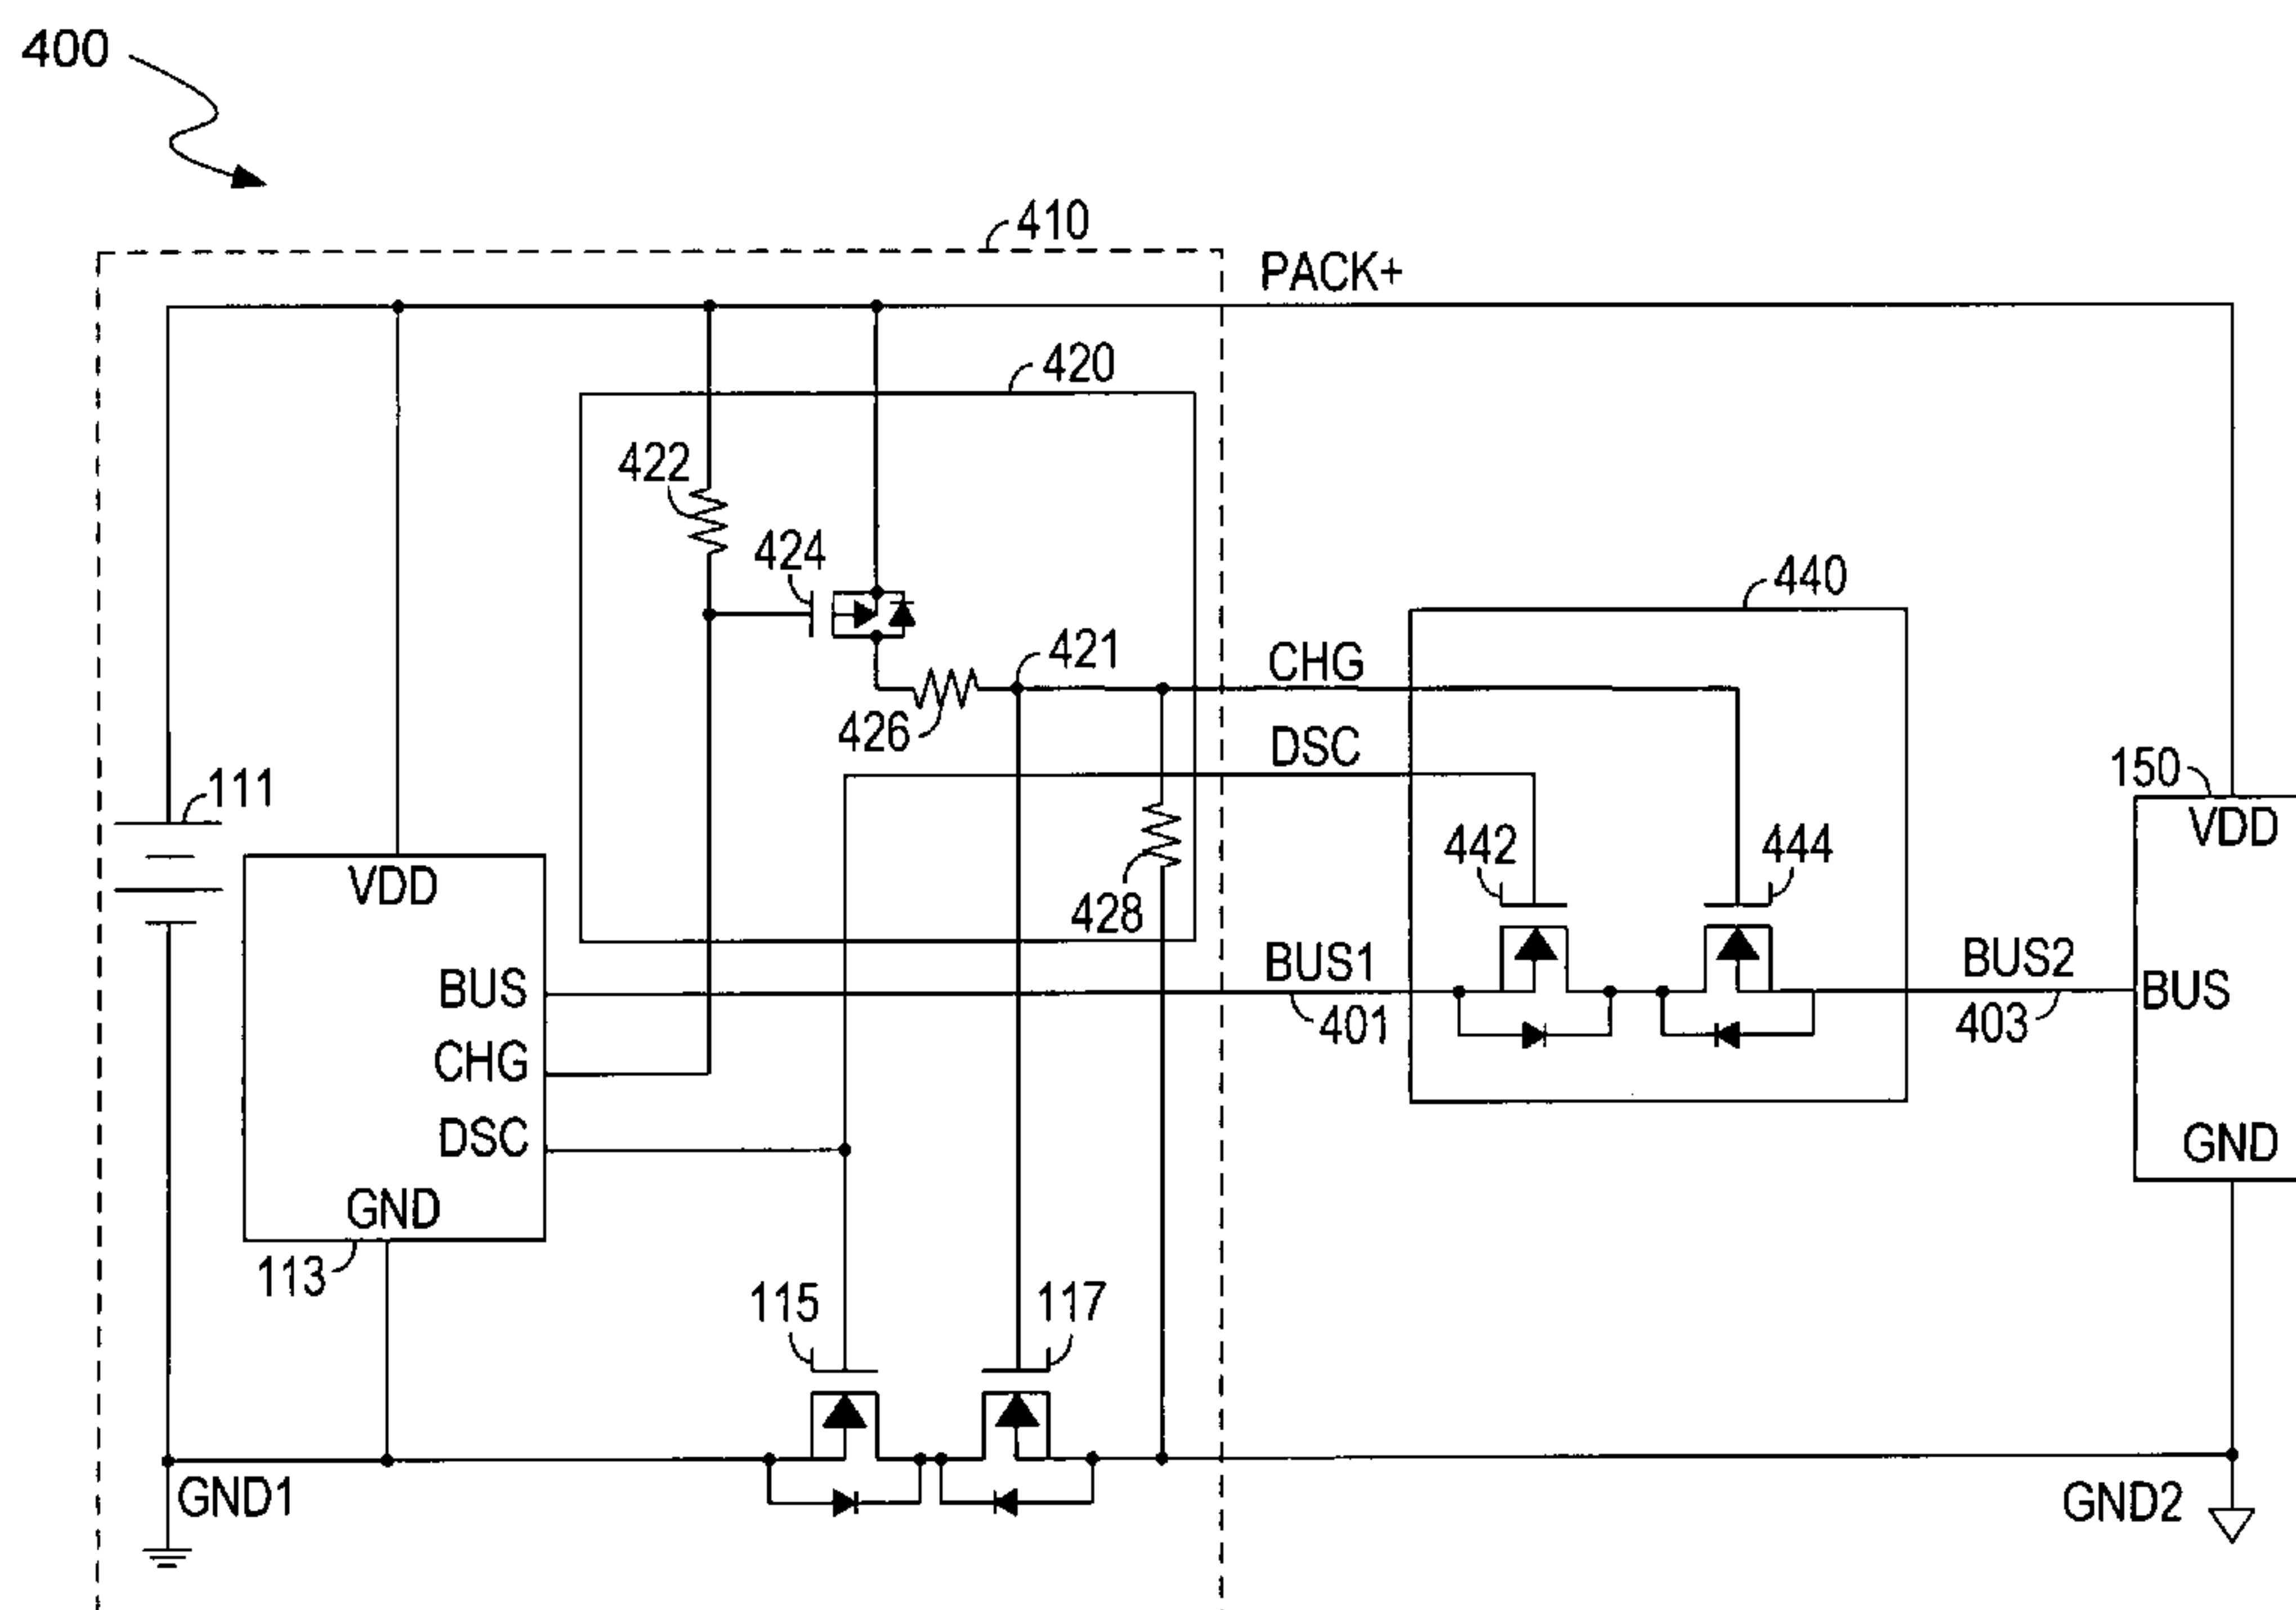 400
410
PACK+
420
422
424
440
421
CHG
426
DSC
150
111
VDD
442
444
VDD
428
BUS
BUS1
BUS2
BUS
401
403
CHG
DSC
GND
GND
113
115
117
GND1
GND2